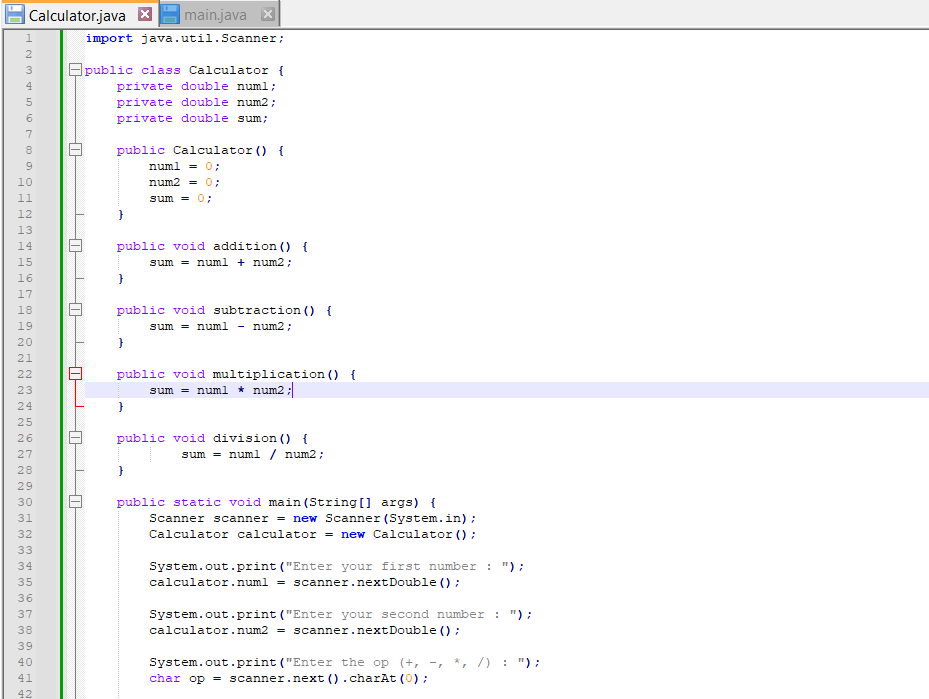 Calculator.java main.java
1 import java.util.Scanner;
2
3 public class Calculator {
4 private double num1;
5 private double num2;
6 private double sum;
7
8 public Calculator() {
9 num1 = 0;
10 num2 = 0;
11 sum = 0;
12 }
13
14 public void addition() {
15 sum = num1 + num2;
16 }
17
18 public void subtraction() {
19 sum = num1 - num2;
20 }
21
22 public void multiplication() {
23 sum = num1 * num2;
24 }
25
26 public void division() {
27 sum = num1 / num2;
28 }
29
30 public static void main(String[] args) {
31 Scanner scanner = new Scanner(System.in);
32 Calculator calculator = new Calculator();
33
34 System.out.print("Enter your first number : ");
35 calculator.num1 = scanner.nextDouble();
36
37 System.out.print("Enter your second number : ");
38 calculator.num2 = scanner.nextDouble();
39
40 System.out.print("Enter the op (+, -, *, /) : ");
41 char op = scanner.next().charAt(0);
42